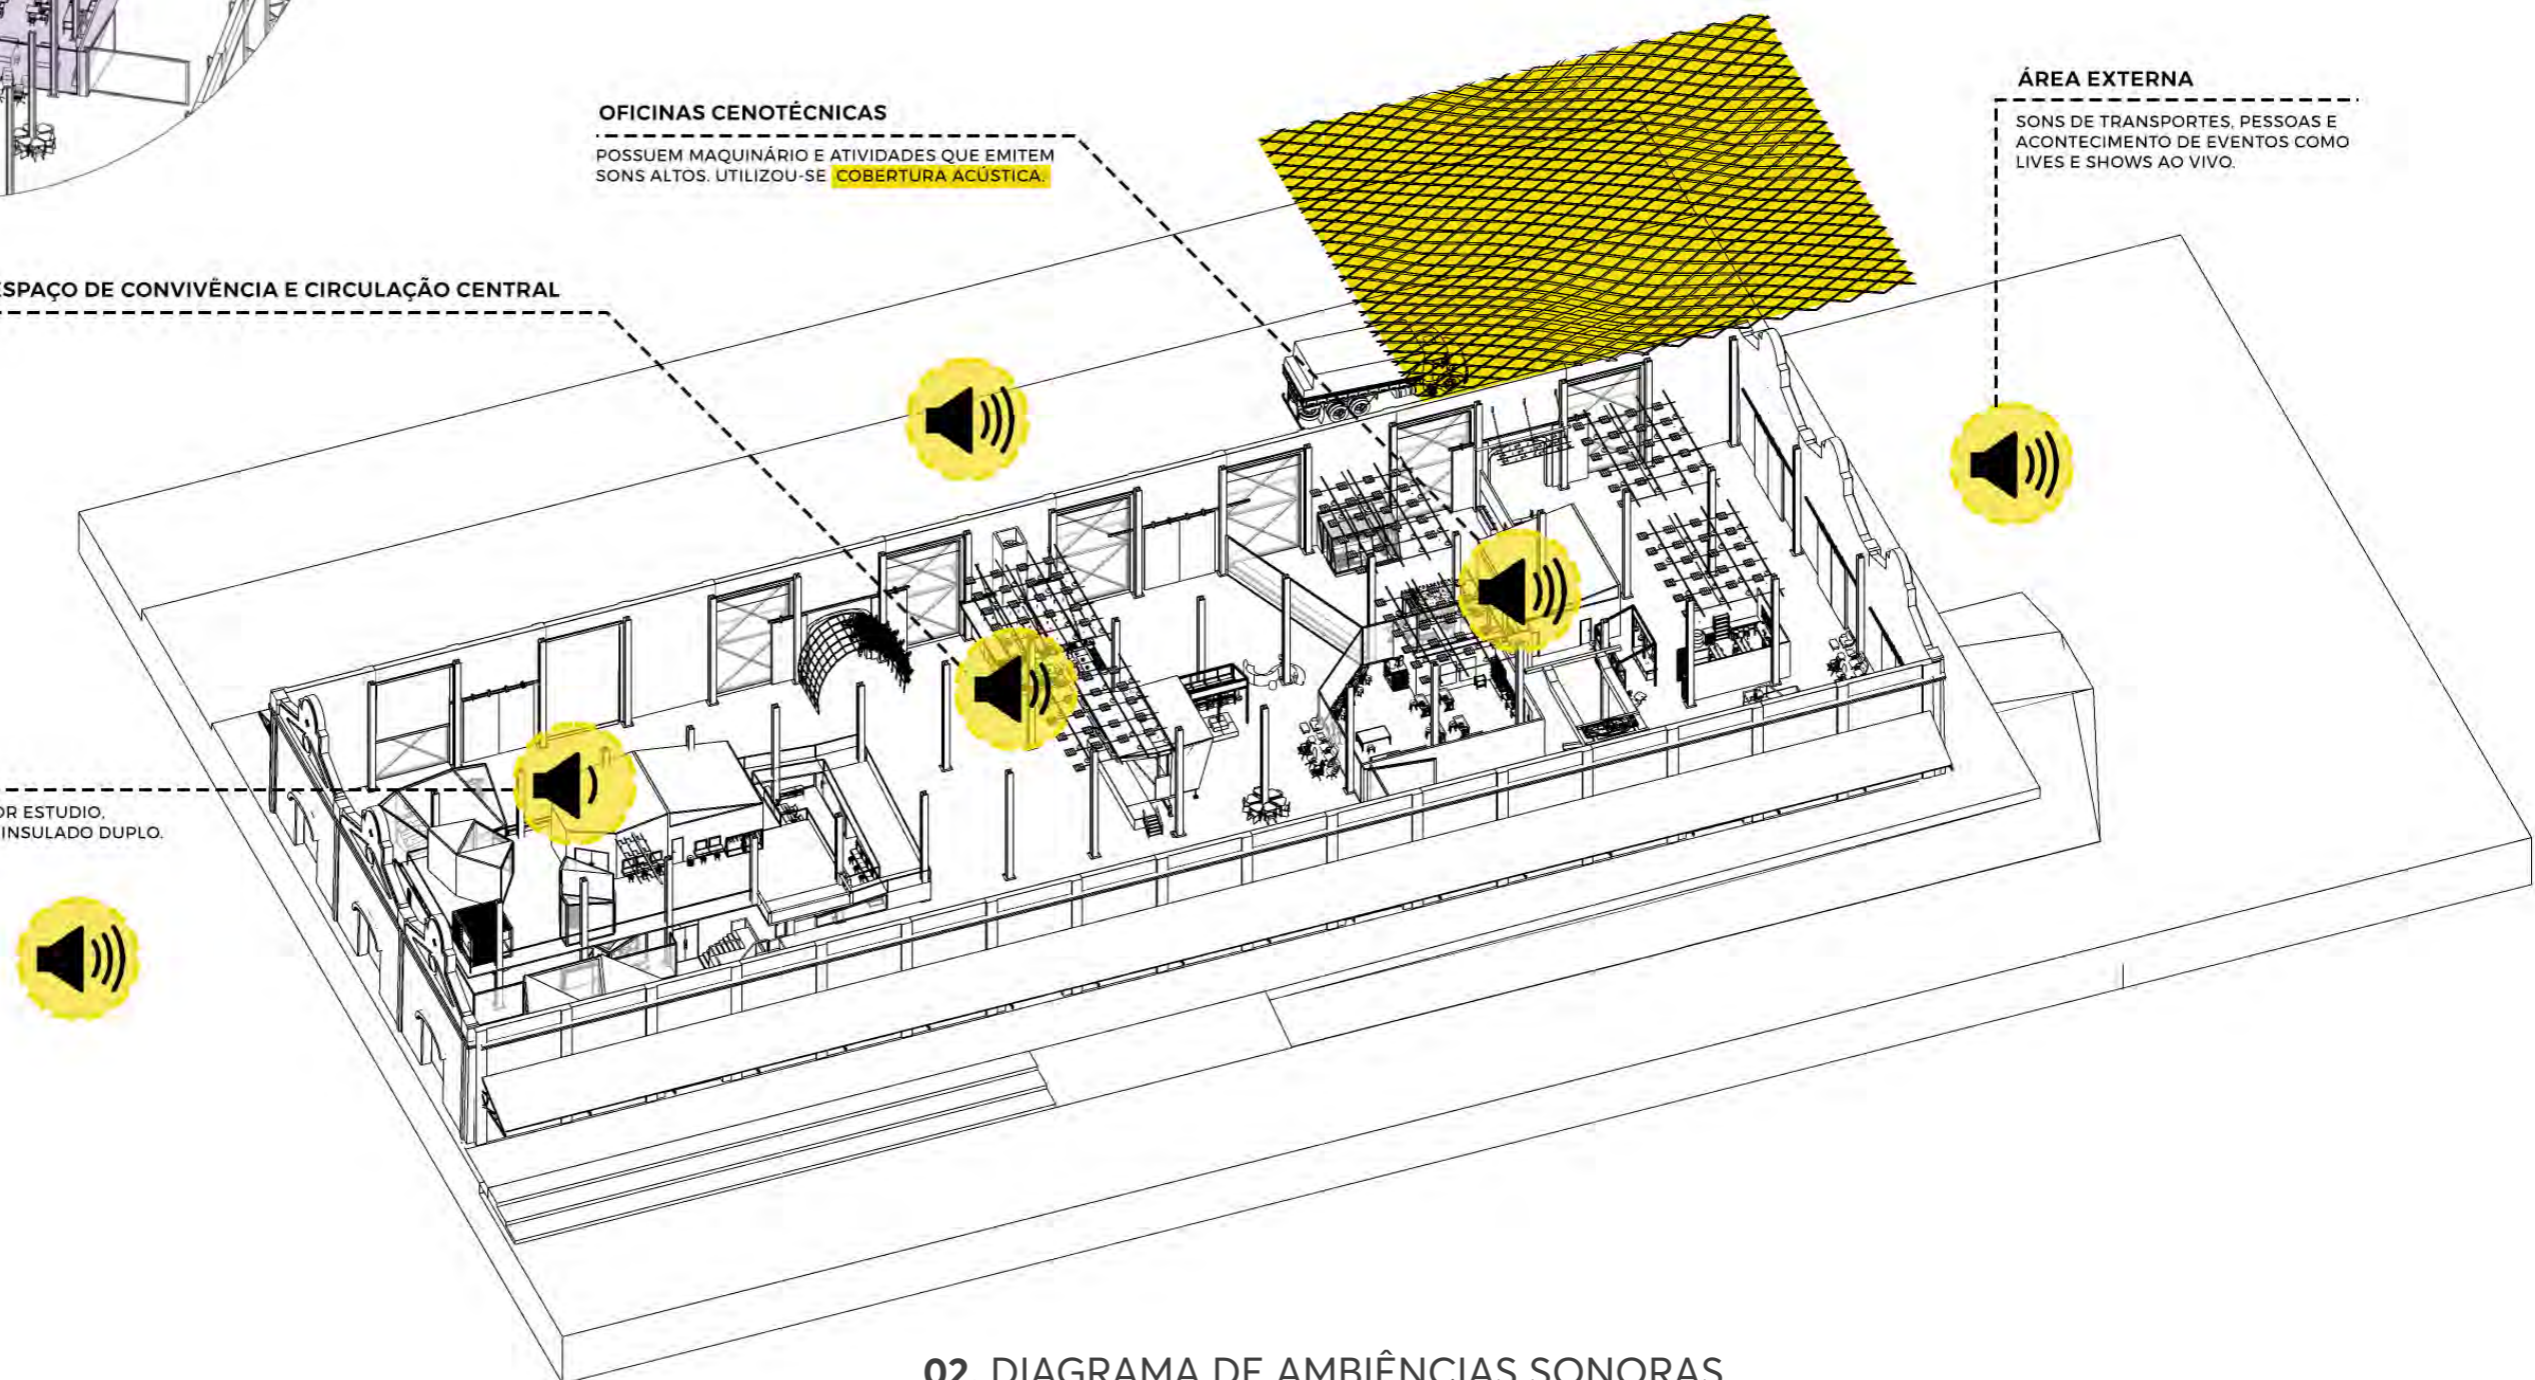 OFICINAS CENOTÉCNICAS
POSSUEM MAQUINÁRIO E ATIVIDADES QUE EMITEM
SONS ALTOS. UTILIZOU-SE COBERTURA ACÚSTICA.
ÁREA EXTERNA
SONS DE TRANSPORTES, PESSOAS E
ACONTECIMENTO DE EVENTOS COMO
LIVES E SHOWS AO VIVO.
ESPAÇO DE CONVIVÊNCIA E CIRCULAÇÃO CENTRAL
OR ESTUDIO,
INSULADO DUPLO.
02 DIAGRAMA DE AMBIÊNCIAS SONORAS